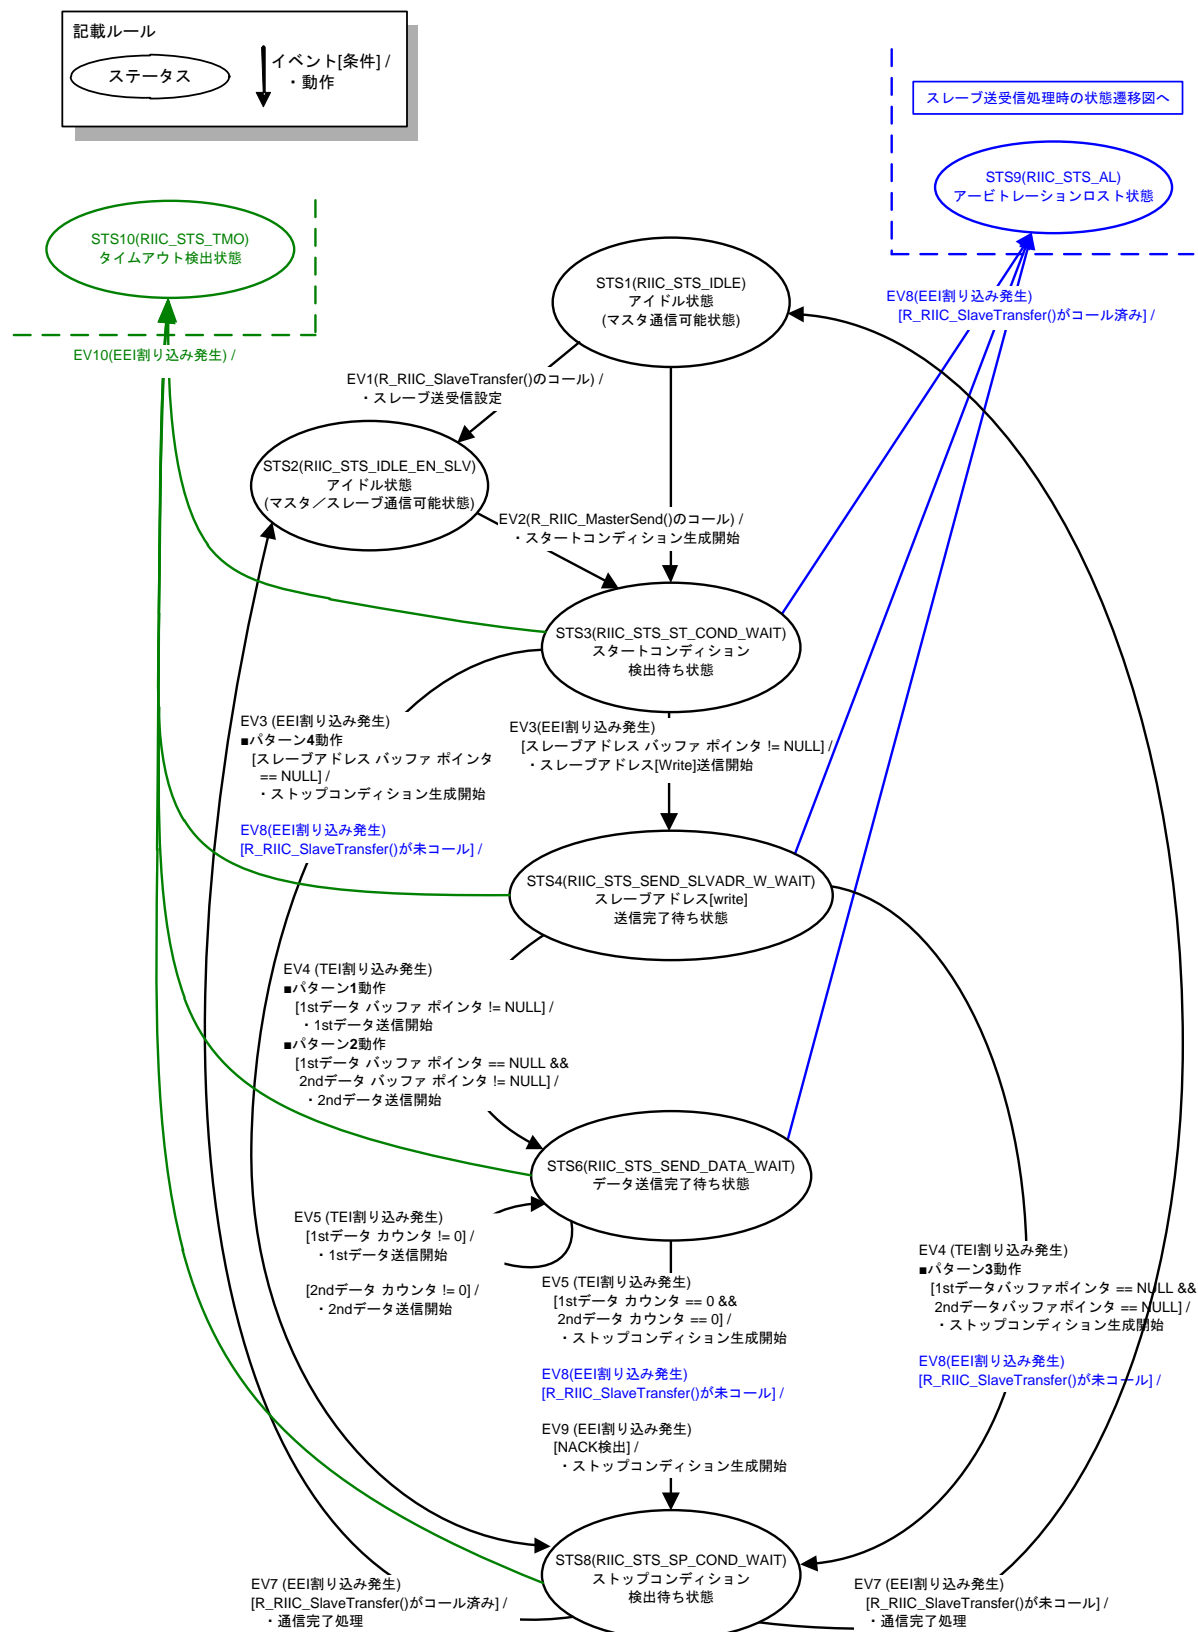 記載ルール
ステータス
イベント[条件] /
・動作
スレーブ送受信処理時の状態遷移図へ
STS9(RIIC_STS_AL)
アービトレーションロスト状態
STS10(RIIC_STS_TMO)
タイムアウト検出状態
STS1(RIIC_STS_IDLE)
アイドル状態
(マスタ通信可能状態)
EV8(EEI割り込み発生)
[R_RIIC_SlaveTransfer()がコール済み] /
EV10(EEI割り込み発生) /
EV1(R_RIIC_SlaveTransfer()のコール) /
・スレーブ送受信設定
STS2(RIIC_STS_IDLE_EN_SLV)
アイドル状態
(マスタ／スレーブ通信可能状態)
EV2(R_RIIC_MasterSend()のコール) /
・スタートコンディション生成開始
STS3(RIIC_STS_ST_COND_WAIT)
スタートコンディション
検出待ち状態
EV3 (EEI割り込み発生)
■パターン4動作
[スレーブアドレス バッファ ポインタ
== NULL] /
・ストップコンディション生成開始
EV8(EEI割り込み発生)
[R_RIIC_SlaveTransfer()が未コール] /
EV3(EEI割り込み発生)
[スレーブアドレス バッファ ポインタ != NULL] /
・スレーブアドレス[Write]送信開始
STS4(RIIC_STS_SEND_SLVADR_W_WAIT)
スレーブアドレス[write]
送信完了待ち状態
EV4 (TEI割り込み発生)
■パターン1動作
[1stデータ バッファ ポインタ != NULL] /
・1stデータ送信開始
■パターン2動作
[1stデータ バッファ ポインタ == NULL &&
2ndデータ バッファ ポインタ != NULL] /
・2ndデータ送信開始
STS6(RIIC_STS_SEND_DATA_WAIT)
データ送信完了待ち状態
EV5 (TEI割り込み発生)
[1stデータ カウンタ != 0] /
・1stデータ送信開始
[2ndデータ カウンタ != 0] /
・2ndデータ送信開始
EV5 (TEI割り込み発生)
[1stデータ カウンタ == 0 &&
2ndデータ カウンタ == 0] /
・ストップコンディション生成開始
EV8(EEI割り込み発生)
[R_RIIC_SlaveTransfer()が未コール] /
EV9 (EEI割り込み発生)
[NACK検出] /
・ストップコンディション生成開始
EV4 (TEI割り込み発生)
■パターン3動作
[1stデータバッファポインタ == NULL &&
2ndデータバッファポインタ == NULL] /
・ストップコンディション生成開始
EV8(EEI割り込み発生)
[R_RIIC_SlaveTransfer()が未コール] /
STS8(RIIC_STS_SP_COND_WAIT)
ストップコンディション
検出待ち状態
EV7 (EEI割り込み発生)
[R_RIIC_SlaveTransfer()がコール済み] /
・通信完了処理
EV7 (EEI割り込み発生)
[R_RIIC_SlaveTransfer()が未コール] /
・通信完了処理